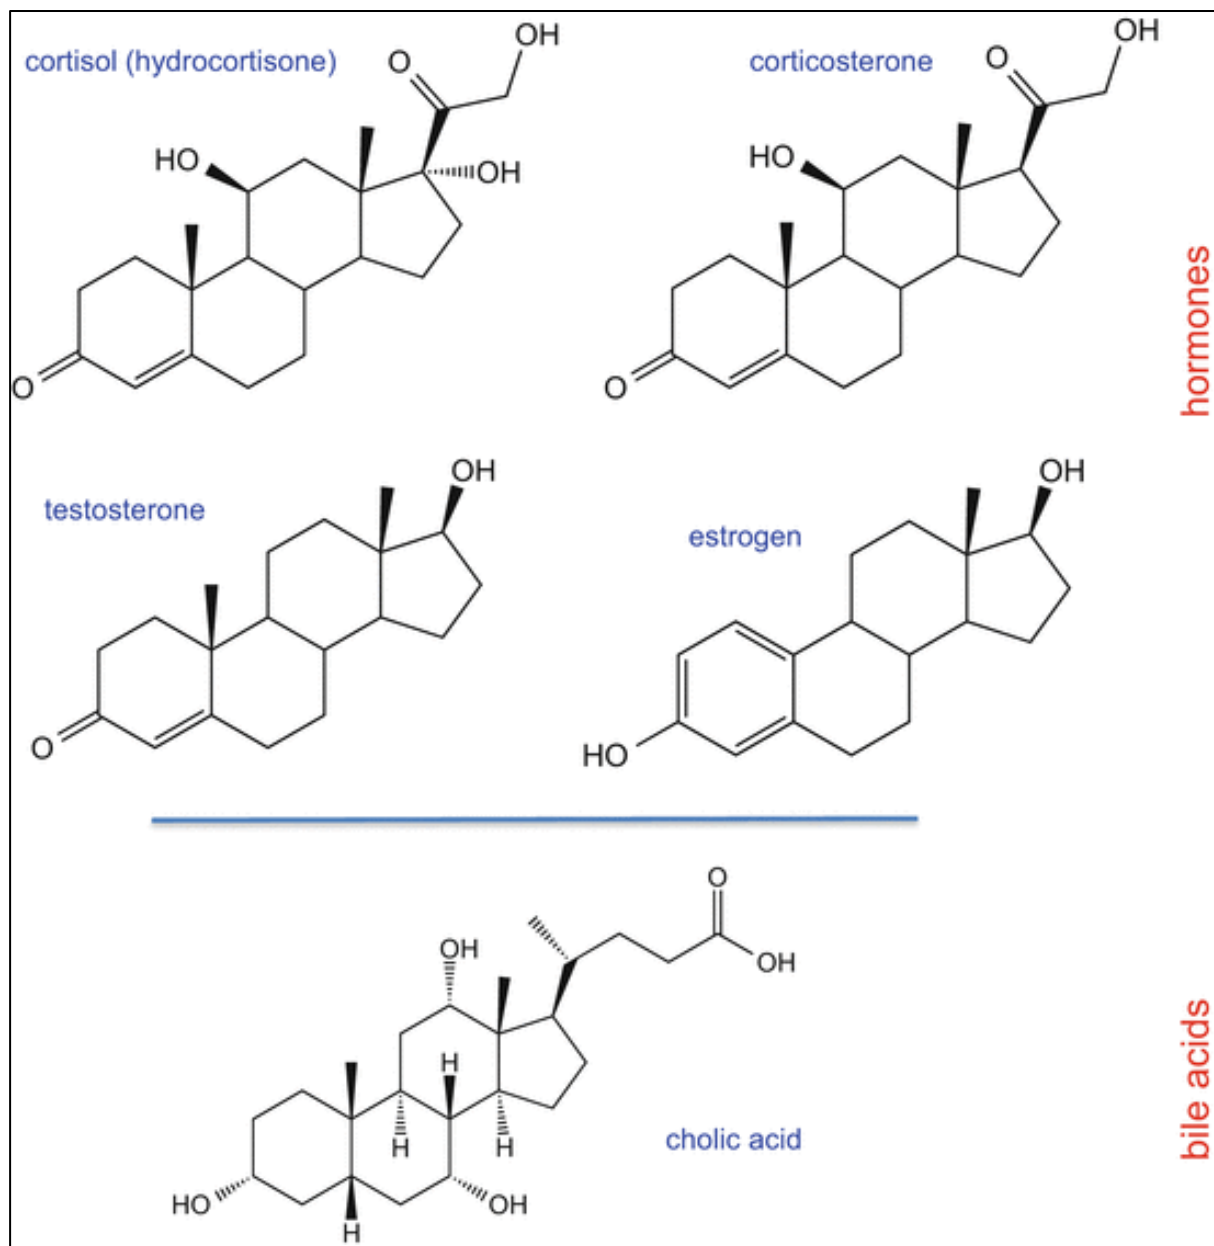 cortisol (hydrocortisone)
OH
O
HO
OH
O
corticosterone
OH
O
HO
O
hormones
testosterone
OH
O
estrogen
OH
HO
cholic acid
O
OH
OH
H
H
H
HO
OH
H
bile acids